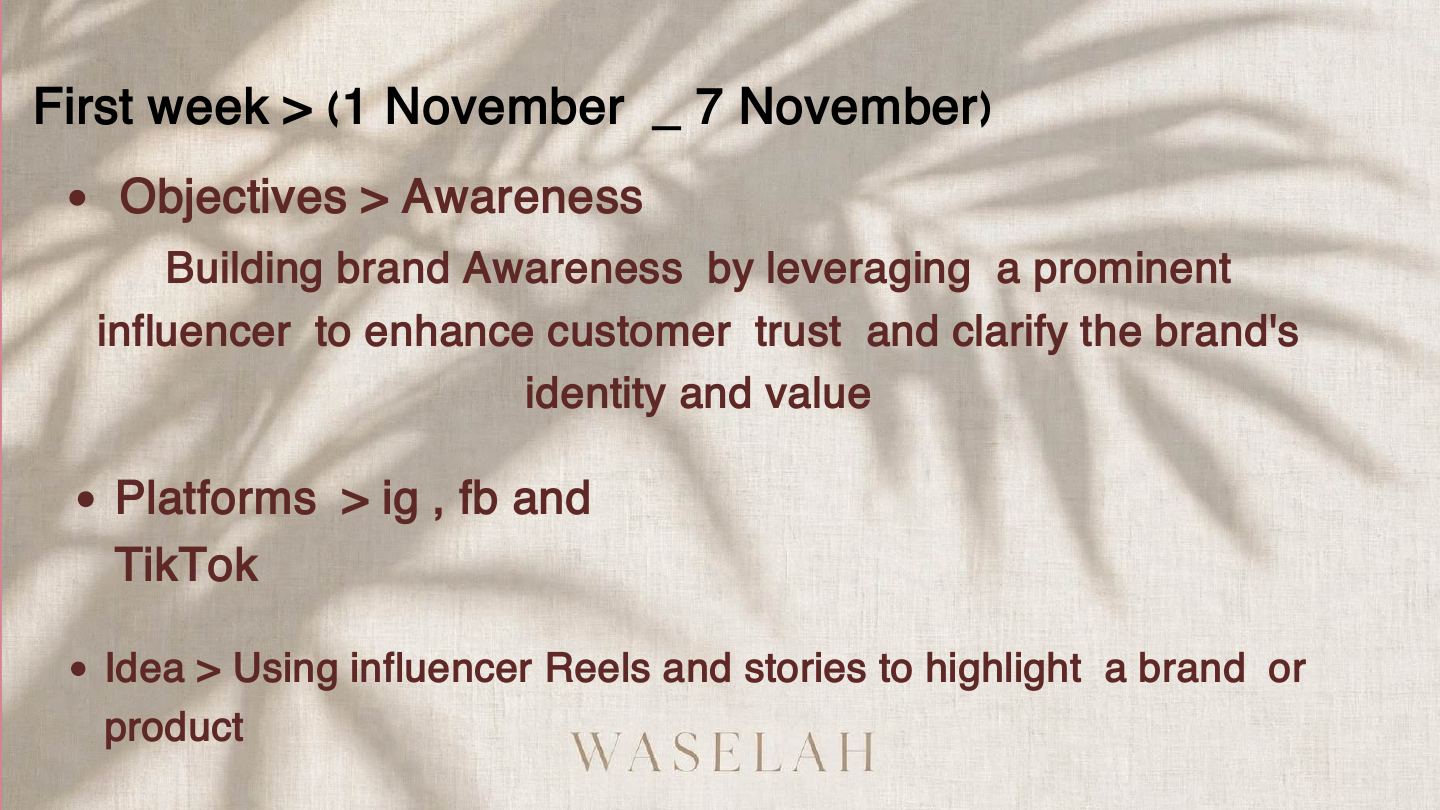 First week > (1 November _ 7 November)
• Objectives > Awareness
Building brand Awareness by leveraging a prominent
influencer to enhance customer trust and clarify the brand's
identity and value
• Platforms > ig , fb and
TikTok
• Idea > Using influencer Reels and stories to highlight a brand or
product
WASELAH